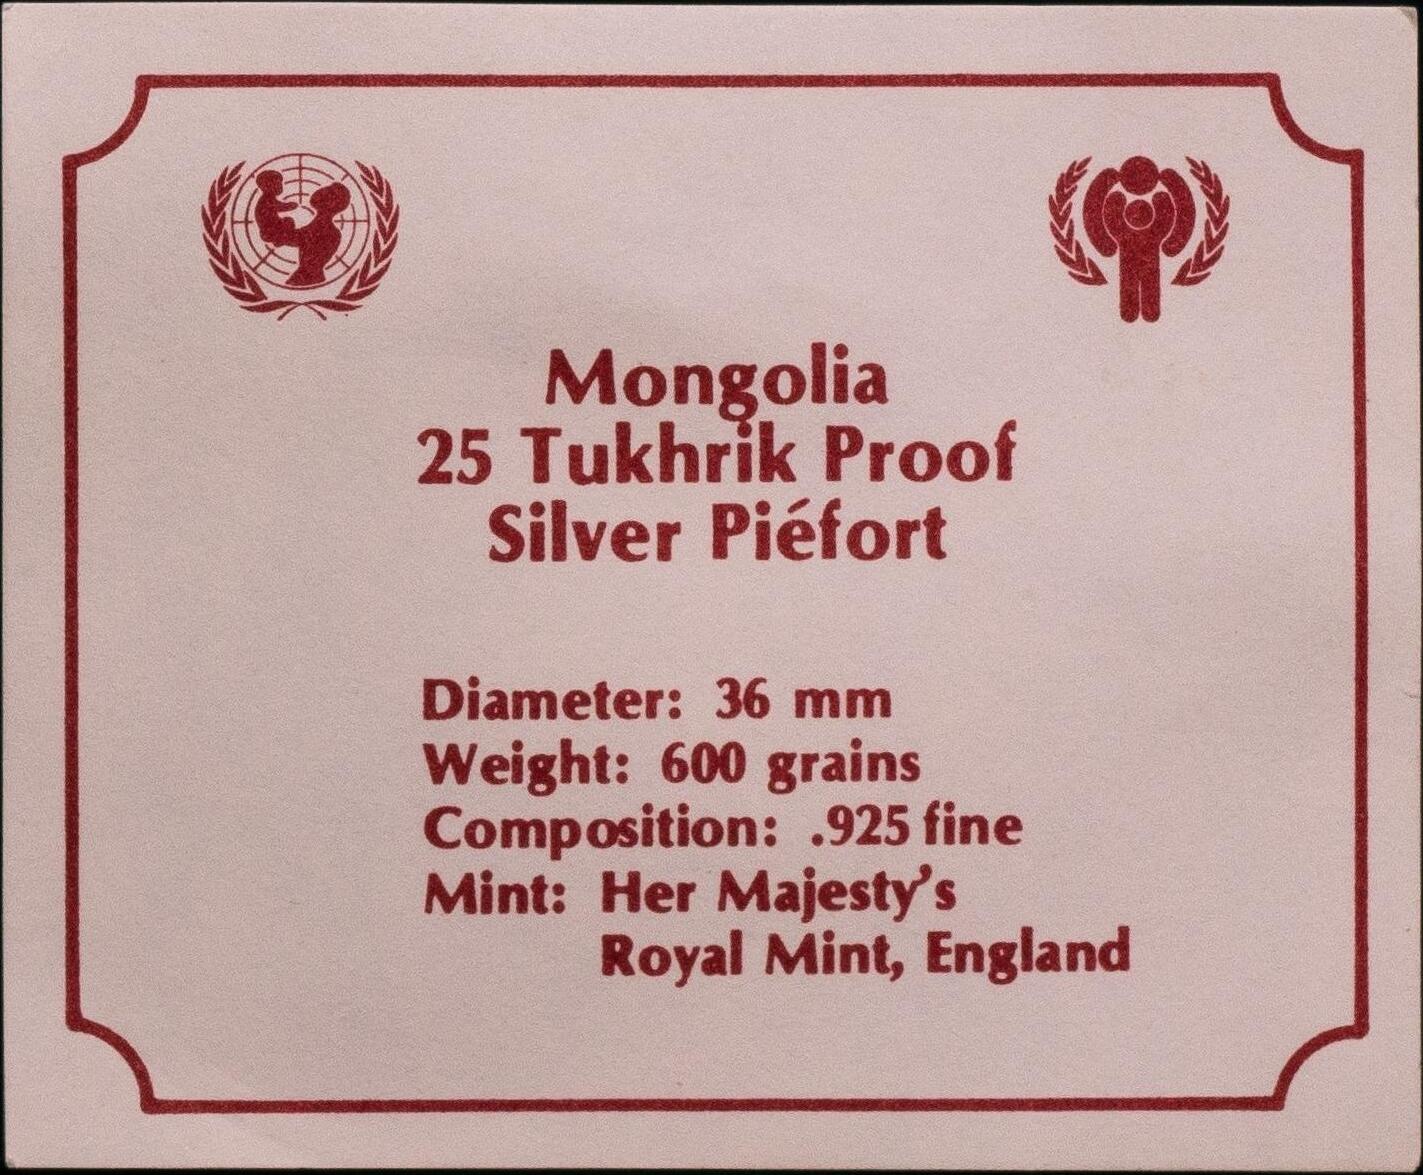 Mongolia
25 Tukhrik Proof
Silver Piéfort
Diameter: 36 mm
Weight: 600 grains
Composition: .925 fine
Mint: Her Majesty's
Royal Mint, England